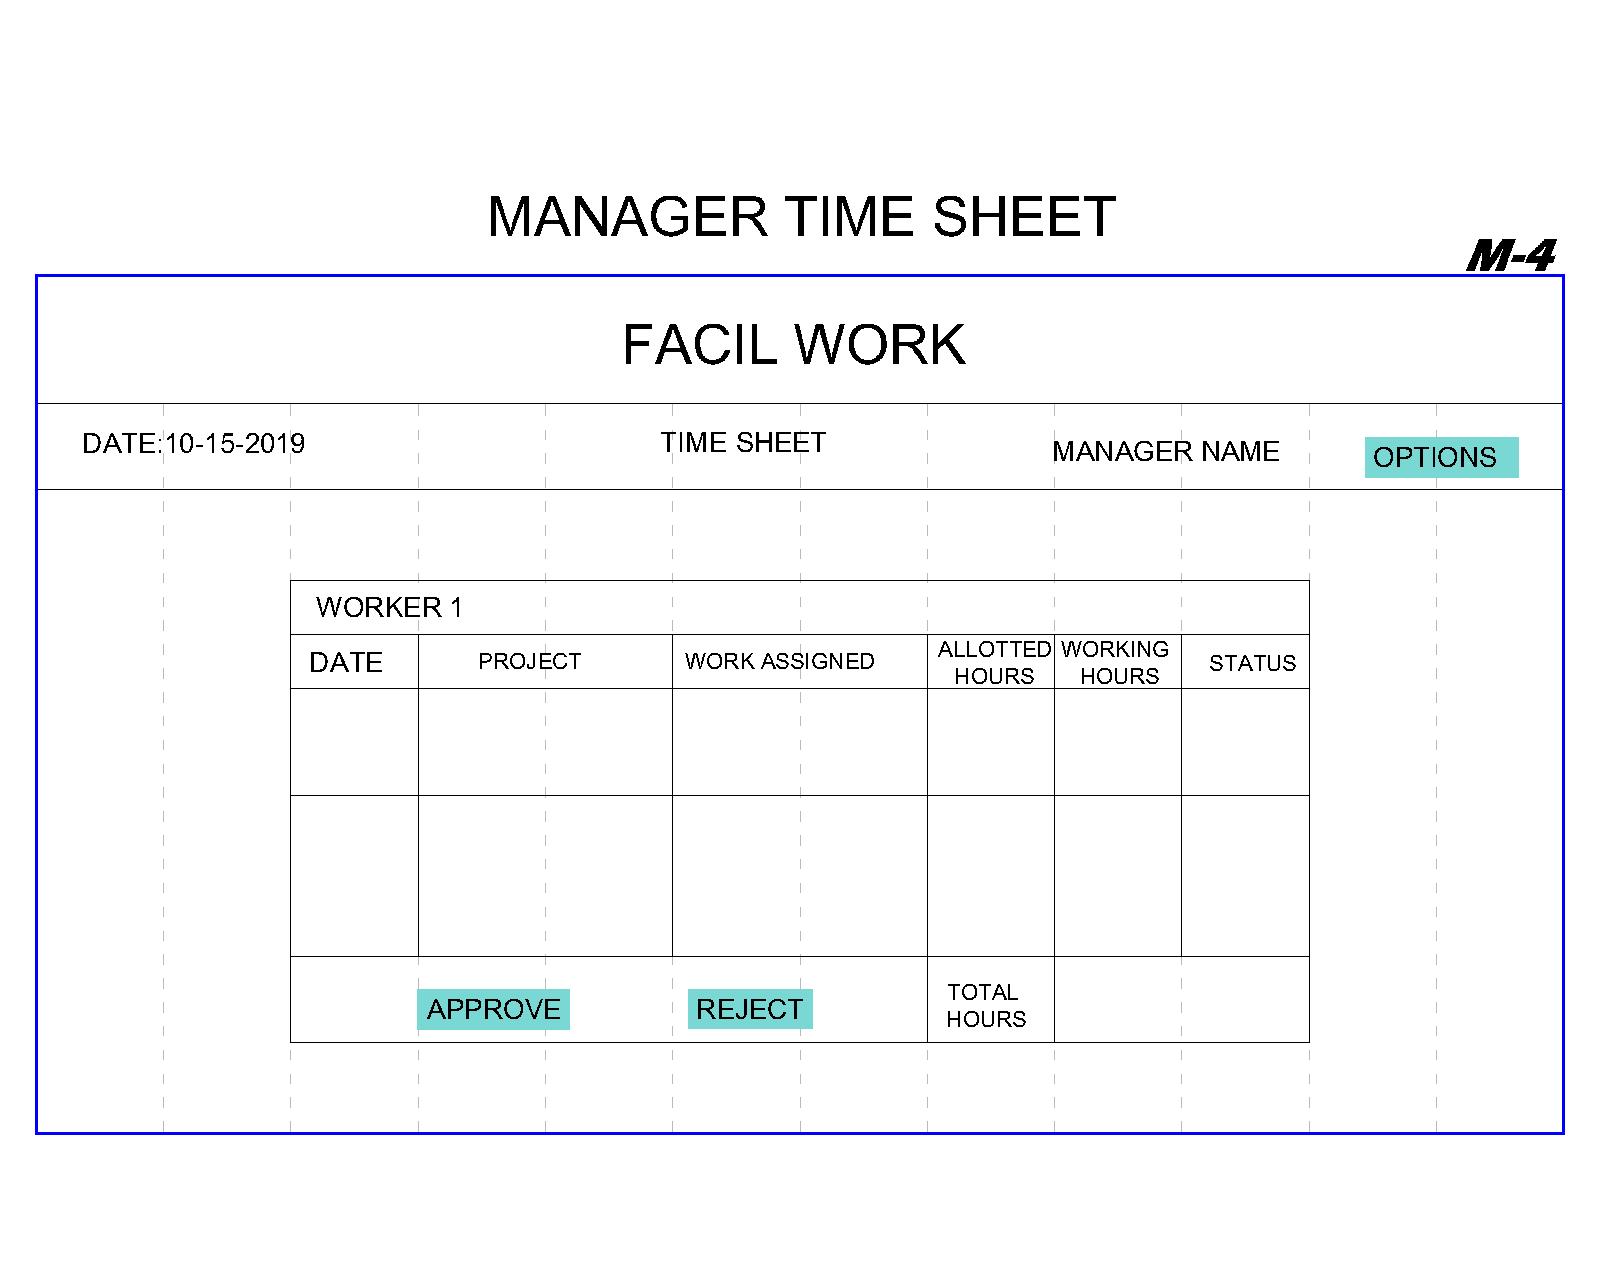 MANAGER TIME SHEET
M-4
FACIL WORK
DATE:10-15-2019
TIME SHEET
MANAGER NAME
OPTIONS
WORKER 1
DATE
PROJECT
WORK ASSIGNED
ALLOTTED
HOURS
WORKING
HOURS
STATUS
APPROVE
REJECT
TOTAL
HOURS